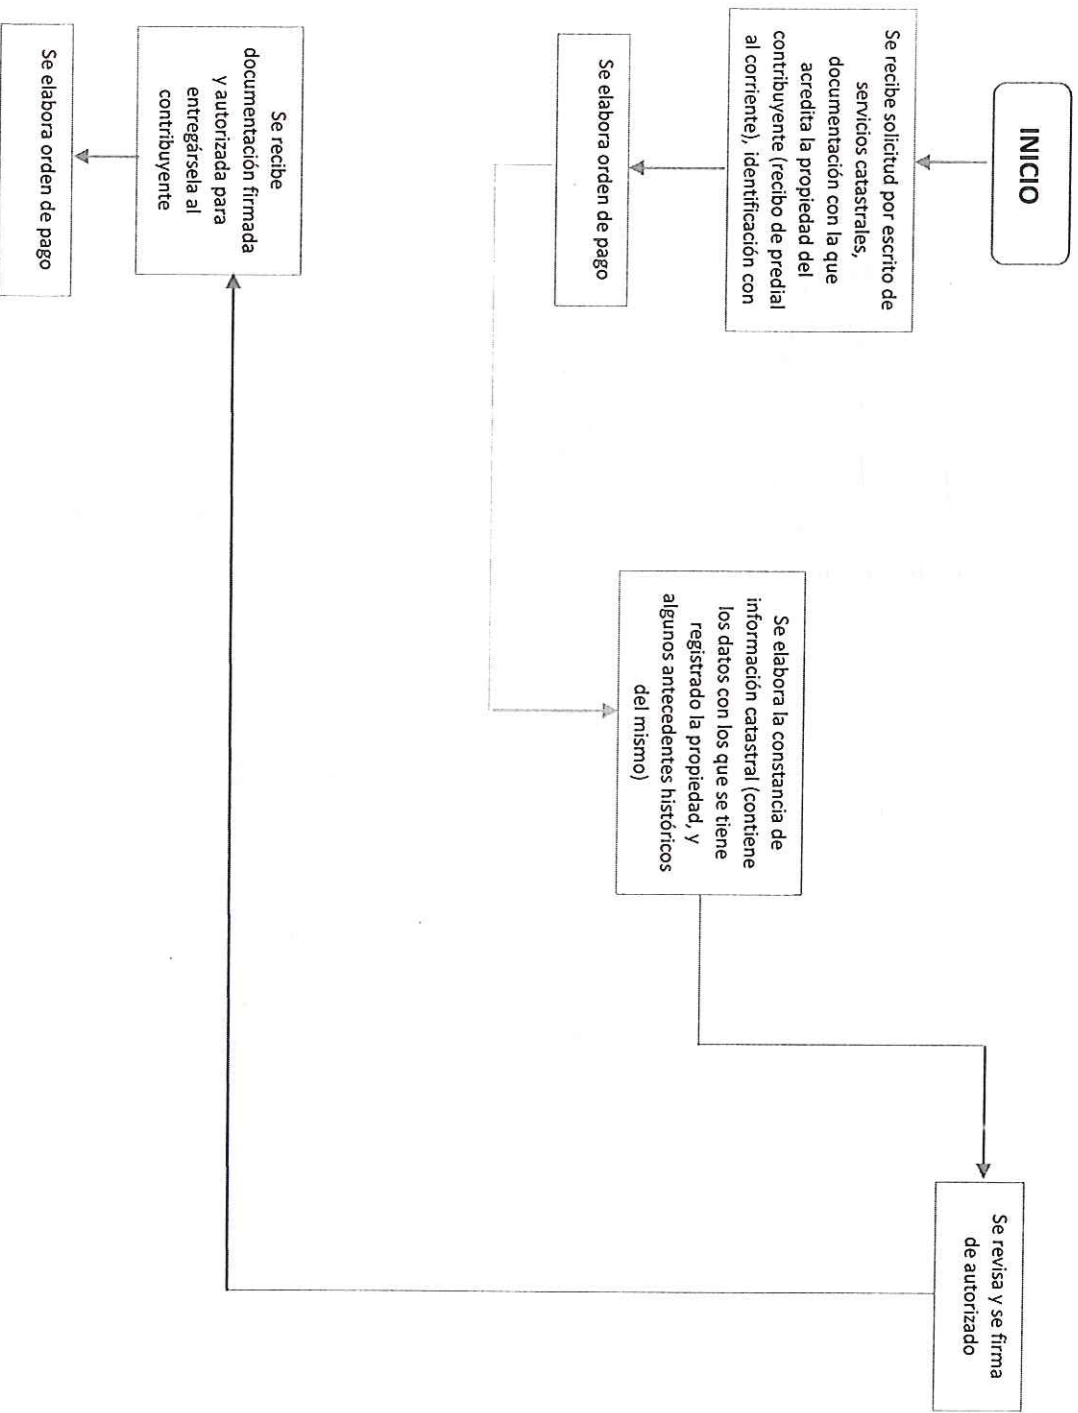 INICIO
Se recibe solicitud por escrito de
servicios catastrales,
documentación con la que
acredita la propiedad del
contribuyente (recibo de predial
al corriente), identificación con
Se elabora orden de pago
Se elabora la constancia de
información catastral (contiene
los datos con los que se tiene
registrado la propiedad, y
algunos antecedentes históricos
del mismo)
Se revisa y se firma
de autorizado
Se recibe
documentación firmada
y autorizada para
entregársela al
contribuyente
Se elabora orden de pago